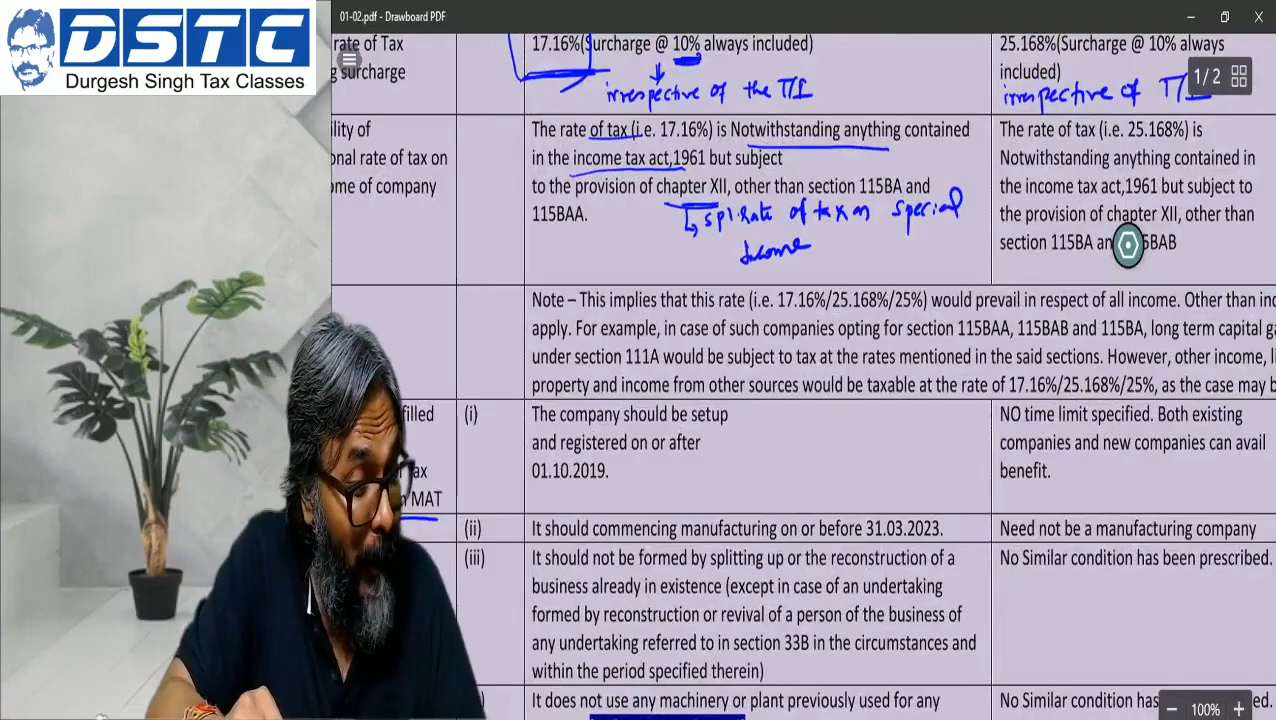 01-02.pdf - Drawboard PDF
DSTC
Durgesh Singh Tax Classes
rate of Tax
g surcharge
17.16%(Surcharge @ 10% always included)
irrespective of the T/I
25.168%(Surcharge @ 10% always
included)
irrespective of T/I
1/2
ility of
onal rate of tax on
ome of company
The rate of tax (i.e. 17.16%) is Notwithstanding anything contained
in the income tax act,1961 but subject
to the provision of chapter XII, other than section 115BA and
115BAA.
spl. rate of tax on special
Income
The rate of tax (i.e. 25.168%) is
Notwithstanding anything contained in
the income tax act,1961 but subject to
the provision of chapter XII, other than
section 115BA an 5BAB
Note – This implies that this rate (i.e. 17.16%/25.168%/25%) would prevail in respect of all income. Other than inc
apply. For example, in case of such companies opting for section 115BAA, 115BAB and 115BA, long term capital g
under section 111A would be subject to tax at the rates mentioned in the said sections. However, other income, li
property and income from other sources would be taxable at the rate of 17.16%/25.168%/25%, as the case may b
filled
tax
MAT
(i)
The company should be setup
and registered on or after
01.10.2019.
NO time limit specified. Both existing
companies and new companies can avail
benefit.
(ii)
It should commencing manufacturing on or before 31.03.2023.
Need not be a manufacturing company
(iii)
It should not be formed by splitting up or the reconstruction of a
business already in existence (except in case of an undertaking
formed by reconstruction or revival of a person of the business of
any undertaking referred to in section 33B in the circumstances and
within the period specified therein)
No Similar condition has been prescribed.
It does not use any machinery or plant previously used for any
No Similar condition has ed.
100%